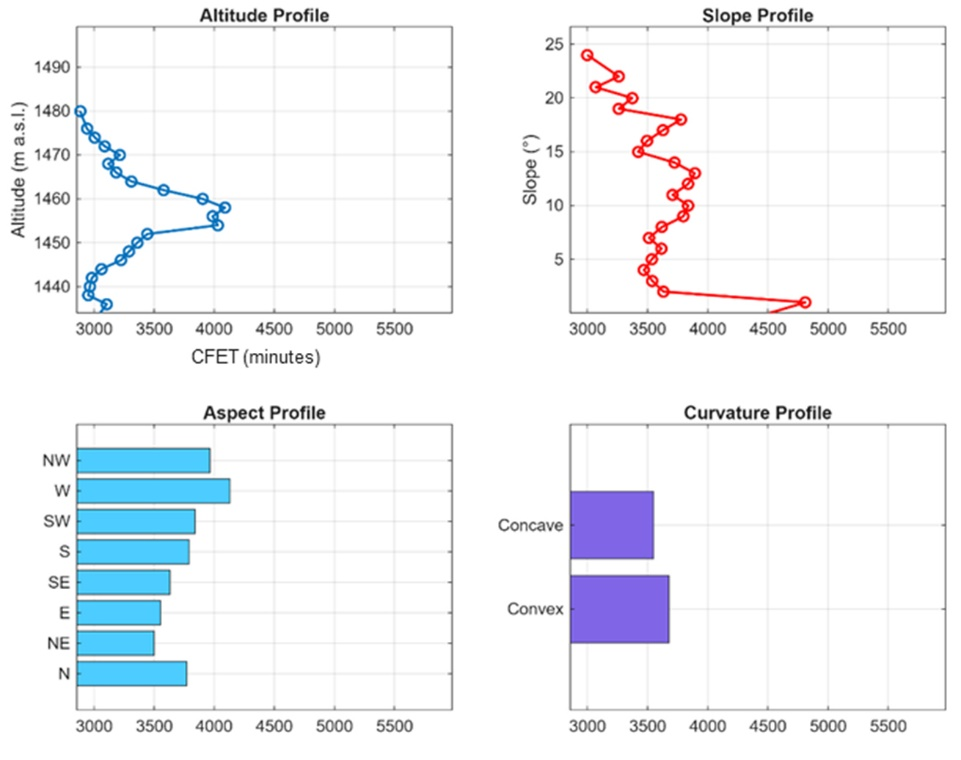 Altitude Profile
Altitude (m a.s.l.)
1490
1480
1470
1460
1450
1440
3000 3500 4000 4500 5000 5500
CFET (minutes)
Slope Profile
Slope (°)
25
20
15
10
5
3000 3500 4000 4500 5000 5500
Aspect Profile
NW
W
SW
S
SE
E
NE
N
3000 3500 4000 4500 5000 5500
Curvature Profile
Concave
Convex
3000 3500 4000 4500 5000 5500